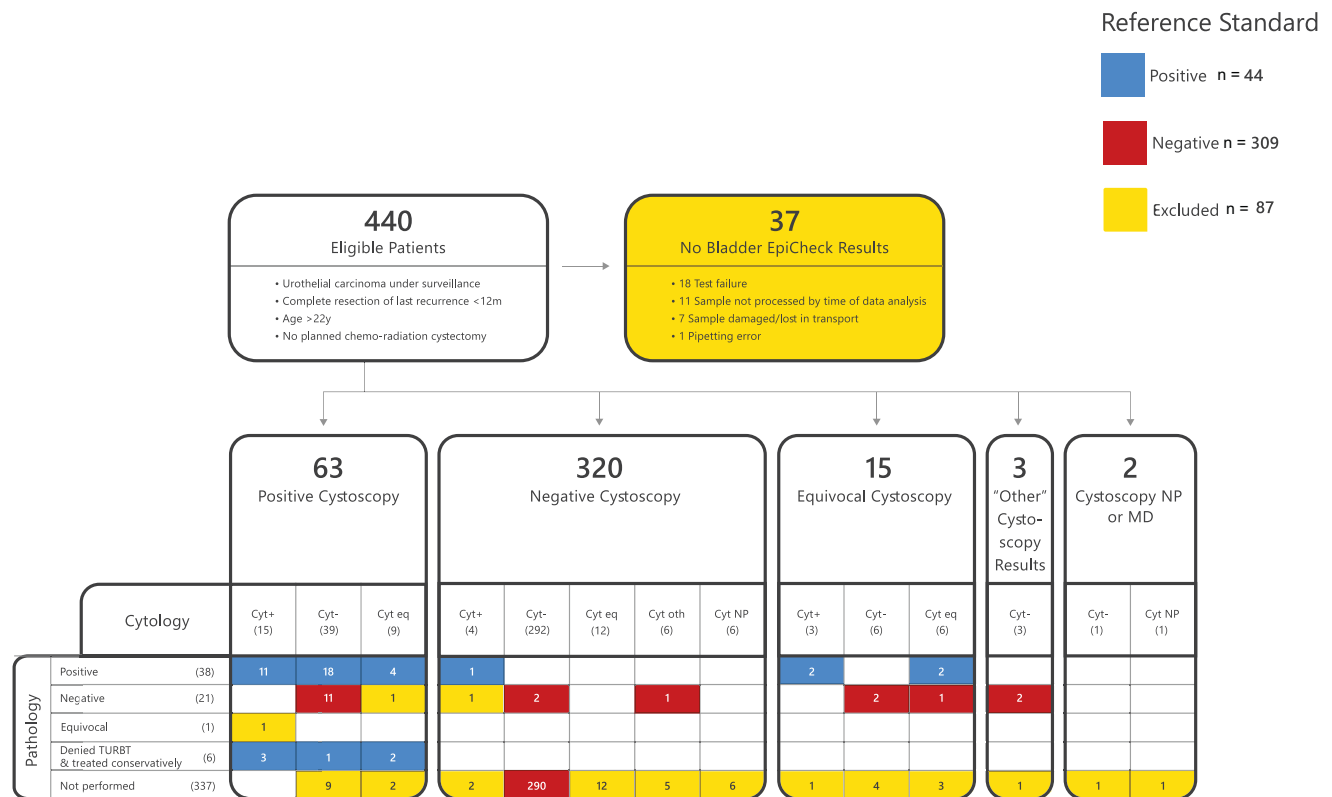 Reference Standard
Positive n = 44
Negative n = 309
Excluded n = 87
440
Eligible Patients
• Urothelial carcinoma under surveillance
• Complete resection of last recurrence <12m
• Age >22y
• No planned chemo-radiation cystectomy
37
No Bladder EpiCheck Results
• 18 Test failure
• 11 Sample not processed by time of data analysis
• 7 Sample damaged/lost in transport
• 1 Pipetting error
63
Positive Cystoscopy
320
Negative Cystoscopy
15
Equivocal Cystoscopy
3
"Other"
Cysto-
scopy
Results
2
Cystoscopy NP
or MD
Cytology
Cyt+ Cyt- Cyt eq Cyt+ Cyt- Cyt eq Cyt oth Cyt NP Cyt+ Cyt- Cyt eq Cyt- Cyt- Cyt NP
(15) (39) (9) (4) (292) (12) (6) (6) (3) (6) (6) (3) (1) (1)
Pathology
Positive (38) 11 18 4 1 2 2
Negative (21) 11 1 1 2 1 2 1 2
Equivocal (1) 1
Denied TURBT
& treated conservatively (6) 3 1 2
Not performed (337) 9 2 2 290 12 5 6 1 4 3 1 1 1